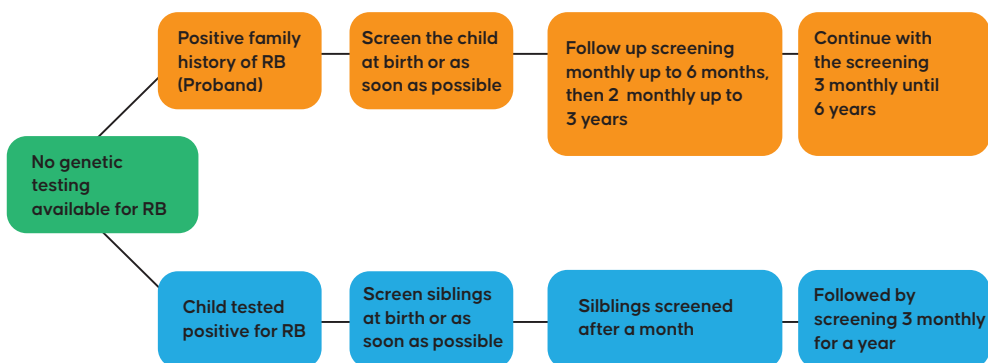 Positive family
history of RB
(Proband)
Screen the child
at birth or as
soon as possible
Follow up screening
monthly up to 6 months,
then 2 monthly up to
3 years
Continue with
the screening
3 monthly until
6 years
No genetic
testing
available for RB
Child tested
positive for RB
Screen siblings
at birth or as
soon as possible
Silblings screened
after a month
Followed by
screening 3 monthly
for a year